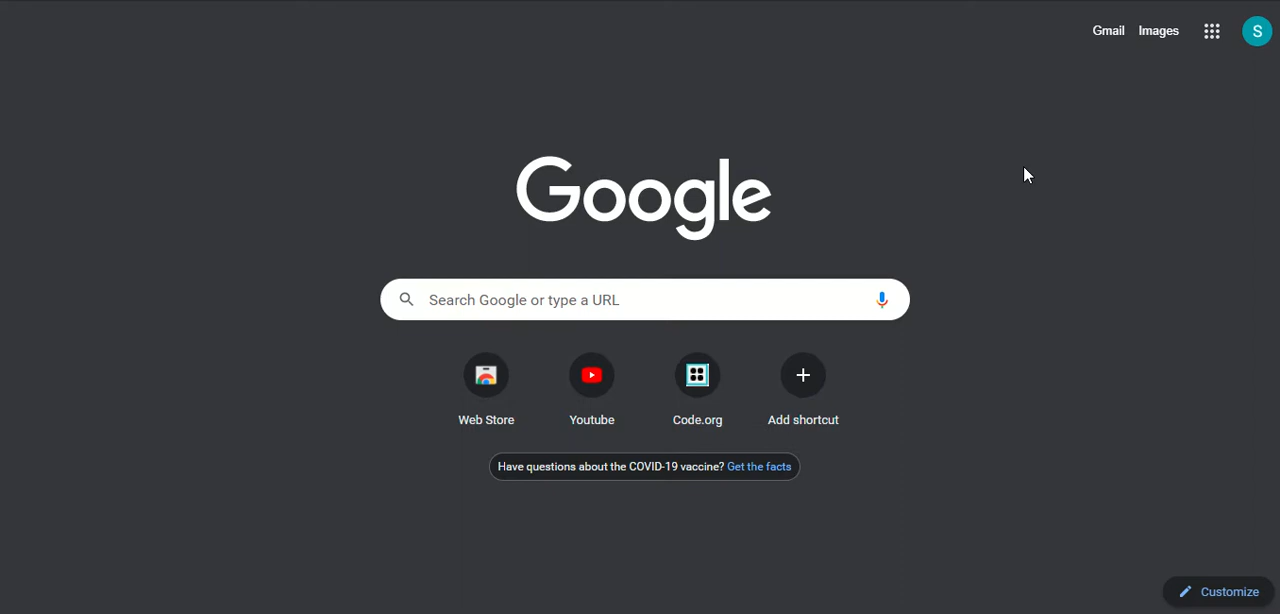 Gmail Images S
Google
Search Google or type a URL
Web Store Youtube Code.org Add shortcut
Have questions about the COVID-19 vaccine? Get the facts
Customize